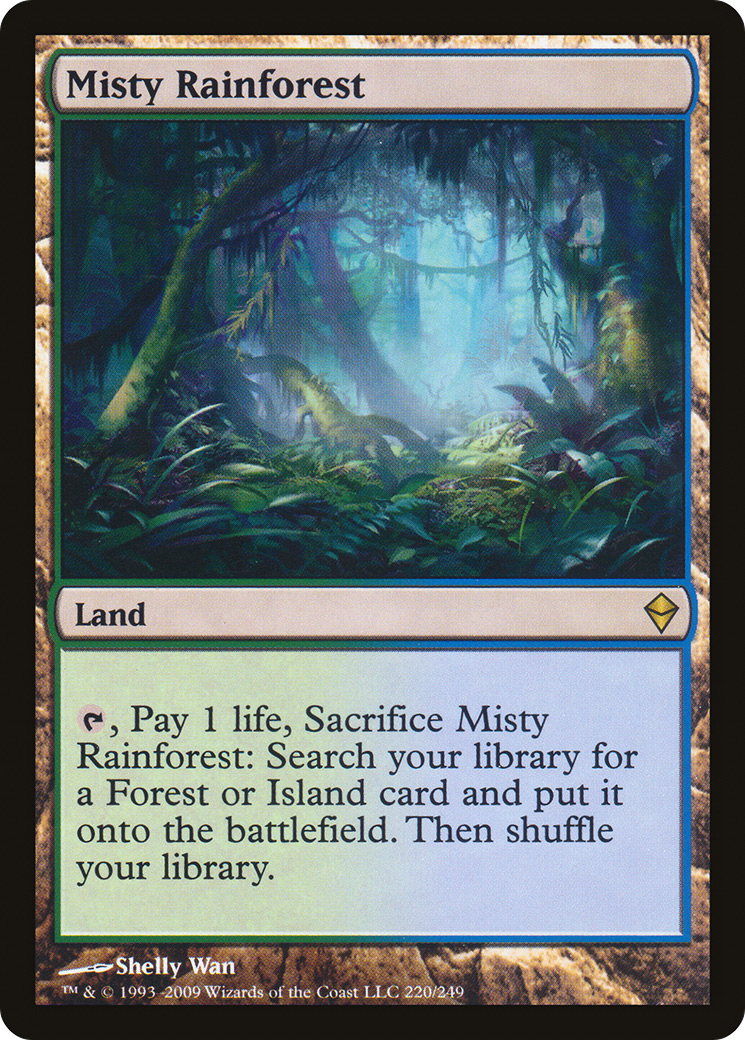 Misty Rainforest
Land
, Pay 1 life, Sacrifice Misty
Rainforest: Search your library for
a Forest or Island card and put it
onto the battlefield. Then shuffle
your library.
Shelly Wan
™ & © 1993-2009 Wizards of the Coast LLC 220/249